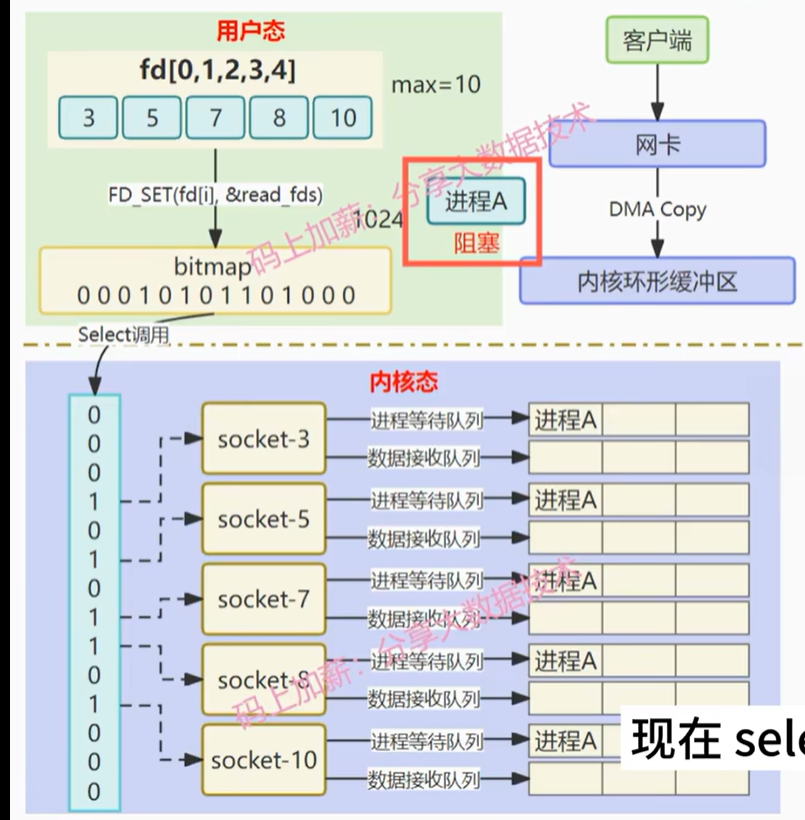 用户态
fd[0,1,2,3,4]
3 5 7 8 10
max=10
FD_SET(fd[i], &read_fds)
1024
bitmap
0 0 0 1 0 1 0 1 1 0 1 0 0 0
进程A
阻塞
客户端
网卡
DMA Copy
内核环形缓冲区
码上加薪：分享大数据技术
Select调用
内核态
0
0
0
1
0
1
0
1
1
0
1
0
0
0
socket-3
进程等待队列
进程A
数据接收队列
socket-5
进程等待队列
进程A
数据接收队列
socket-7
进程等待队列
进程A
数据接收队列
socket-8
进程等待队列
进程A
数据接收队列
socket-10
进程等待队列
进程A
数据接收队列
码上加薪：分享大数据技术
现在 sele